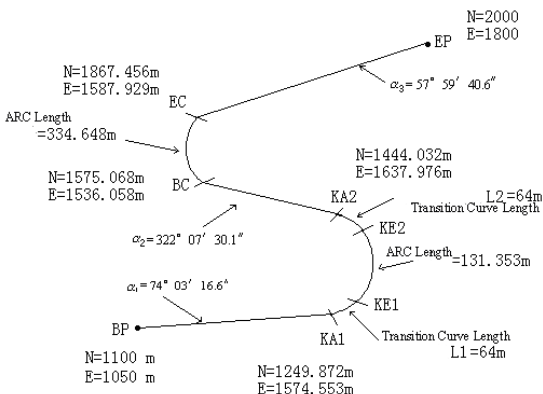 N=2000
E=1800
EP
N=1867.456m
E=1587.929m
EC
α₃=57° 59′ 40.6″
ARC Length
=334.648m
N=1575.068m
E=1536.058m
BC
N=1444.032m
E=1637.976m
KA2
L2=64m
Transition Curve Length
KE2
α₂=322° 07′ 30.1″
ARC Length
=131.353m
α₁=74° 03′ 16.6″
KE1
BP
KA1
Transition Curve Length
L1=64m
N=1100 m
E=1050 m
N=1249.872m
E=1574.553m